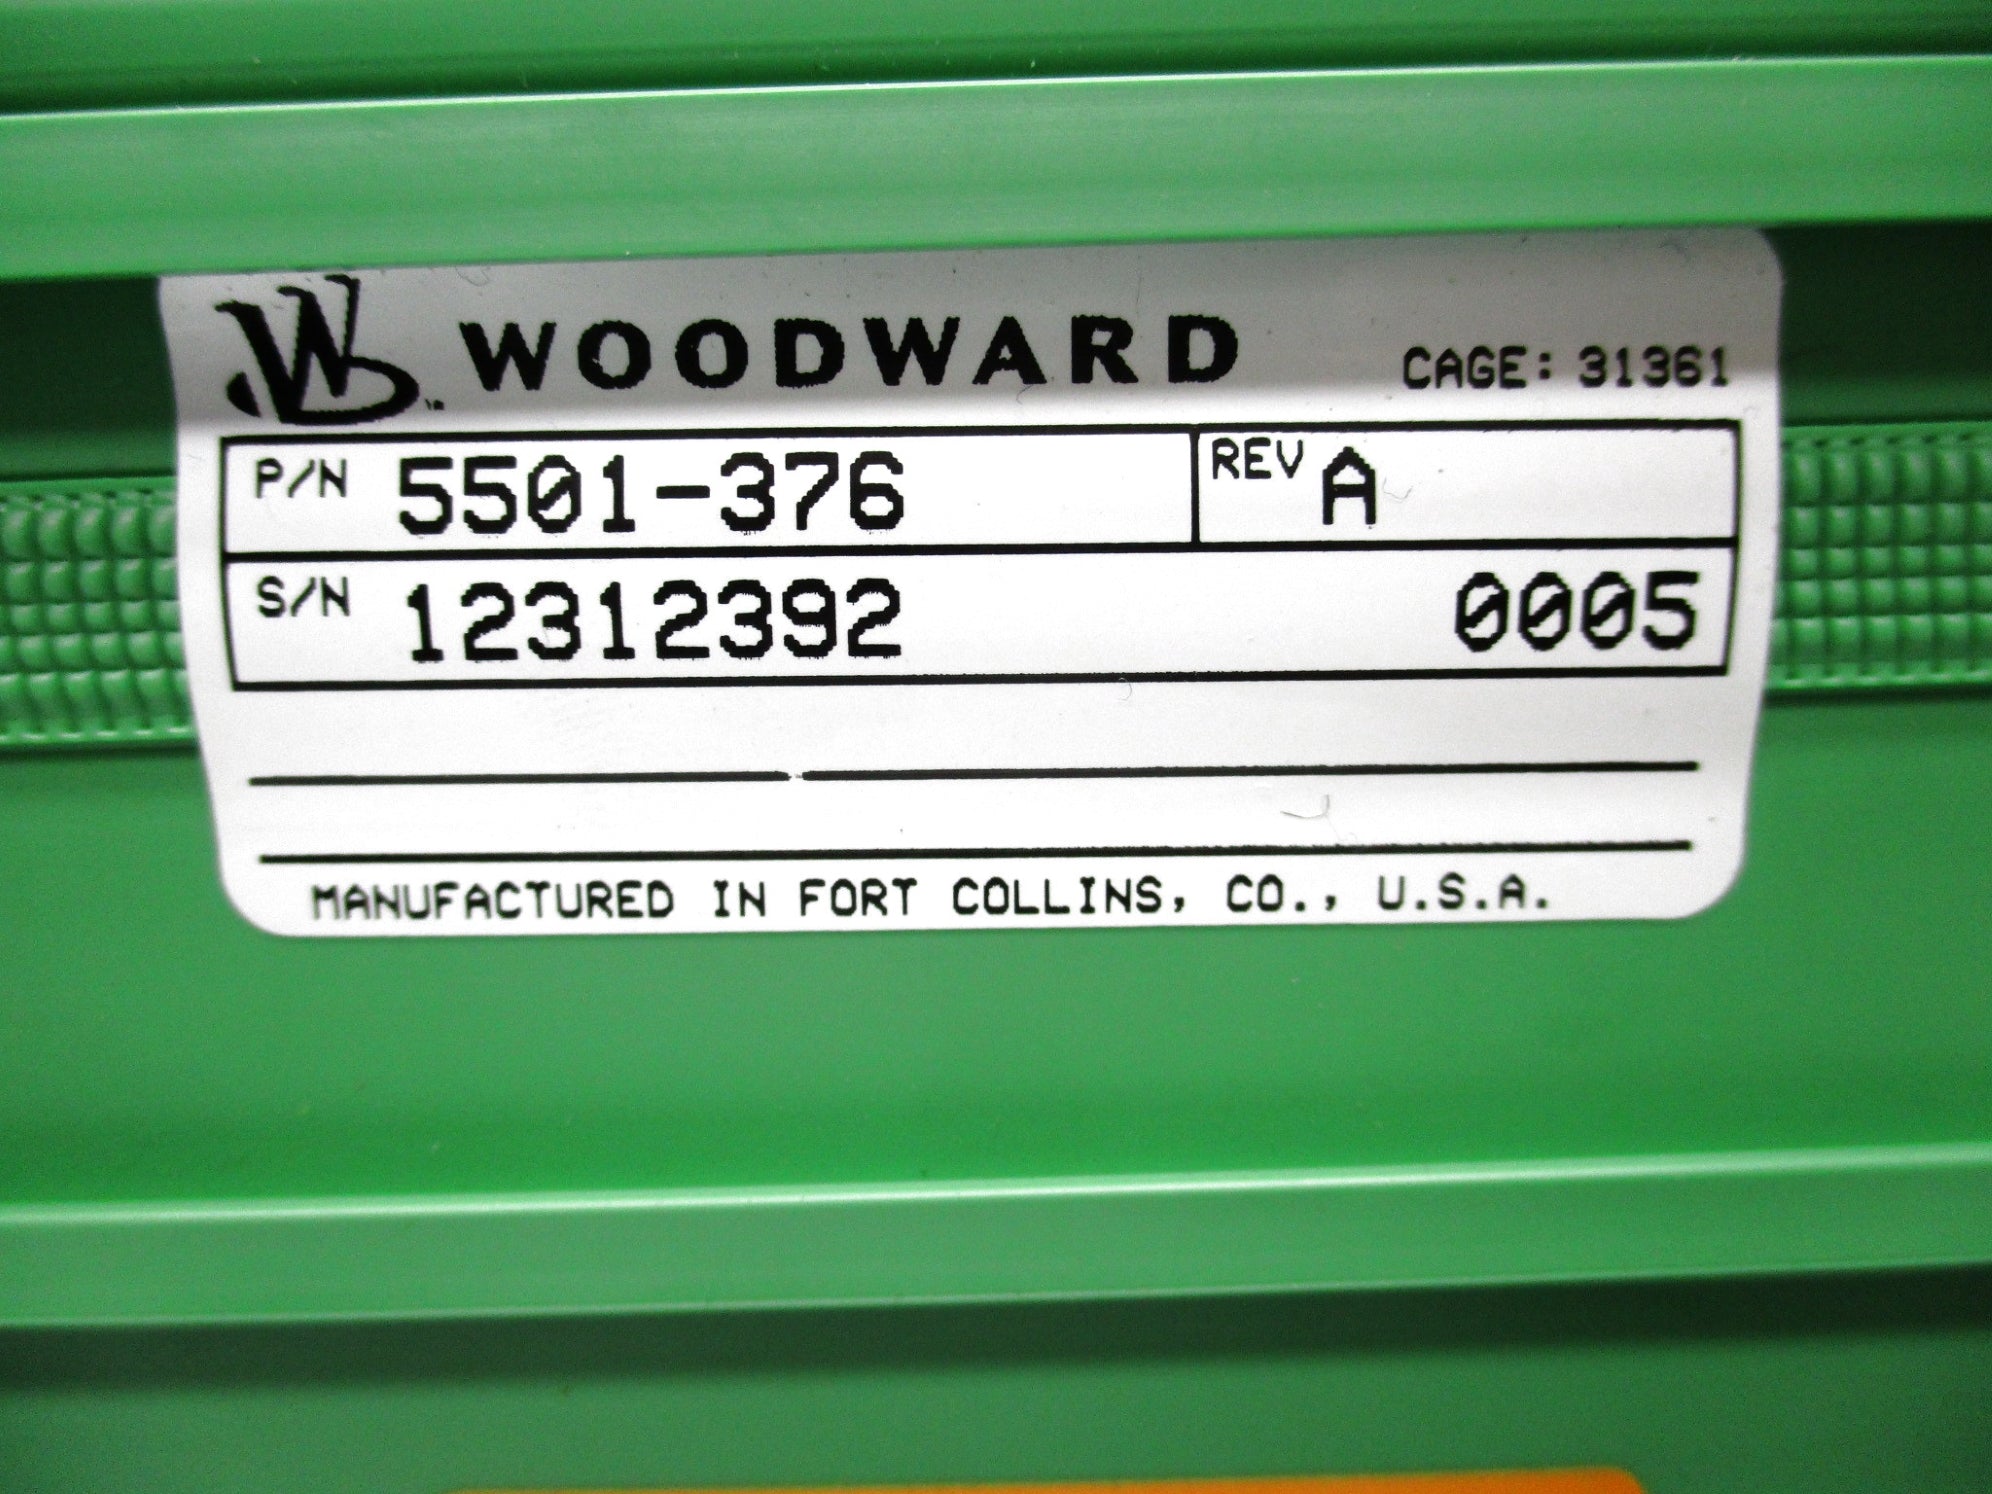 WOODWARD CAGE: 31361
P/N 5501-376 REV A
S/N 12312392 0005
MANUFACTURED IN FORT COLLINS, CO., U.S.A.